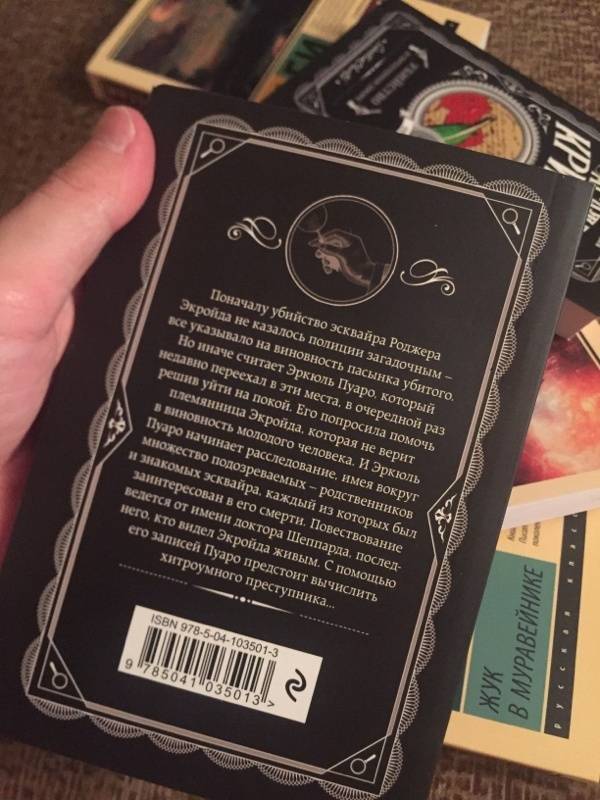 Поначалу убийство эсквайра Роджера
Экройда не казалось полиции загадочным –
все указывало на виновность пасынка убитого.
Но иначе считает Эркюль Пуаро, который
недавно переехал в эти места, в очередной раз
решив уйти на покой. Его попросила помочь
племянница Экройда, которая не верит
в виновность молодого человека. И Эркюль
Пуаро начинает расследование, имея вокруг
множество подозреваемых – родственников
и знакомых эсквайра, каждый из которых был
заинтересован в его смерти. Повествование
ведется от имени доктора Шеппарда, послед-
него, кто видел Экройда живым. С помощью
его записей Пуаро предстоит вычислить
хитроумного преступника...
ISBN 978-5-04-103501-3
9 785041 035013 >
УБИЙСТВО
КРИ
ИЗ
ЖУК
В МУРАВЕЙНИКЕ